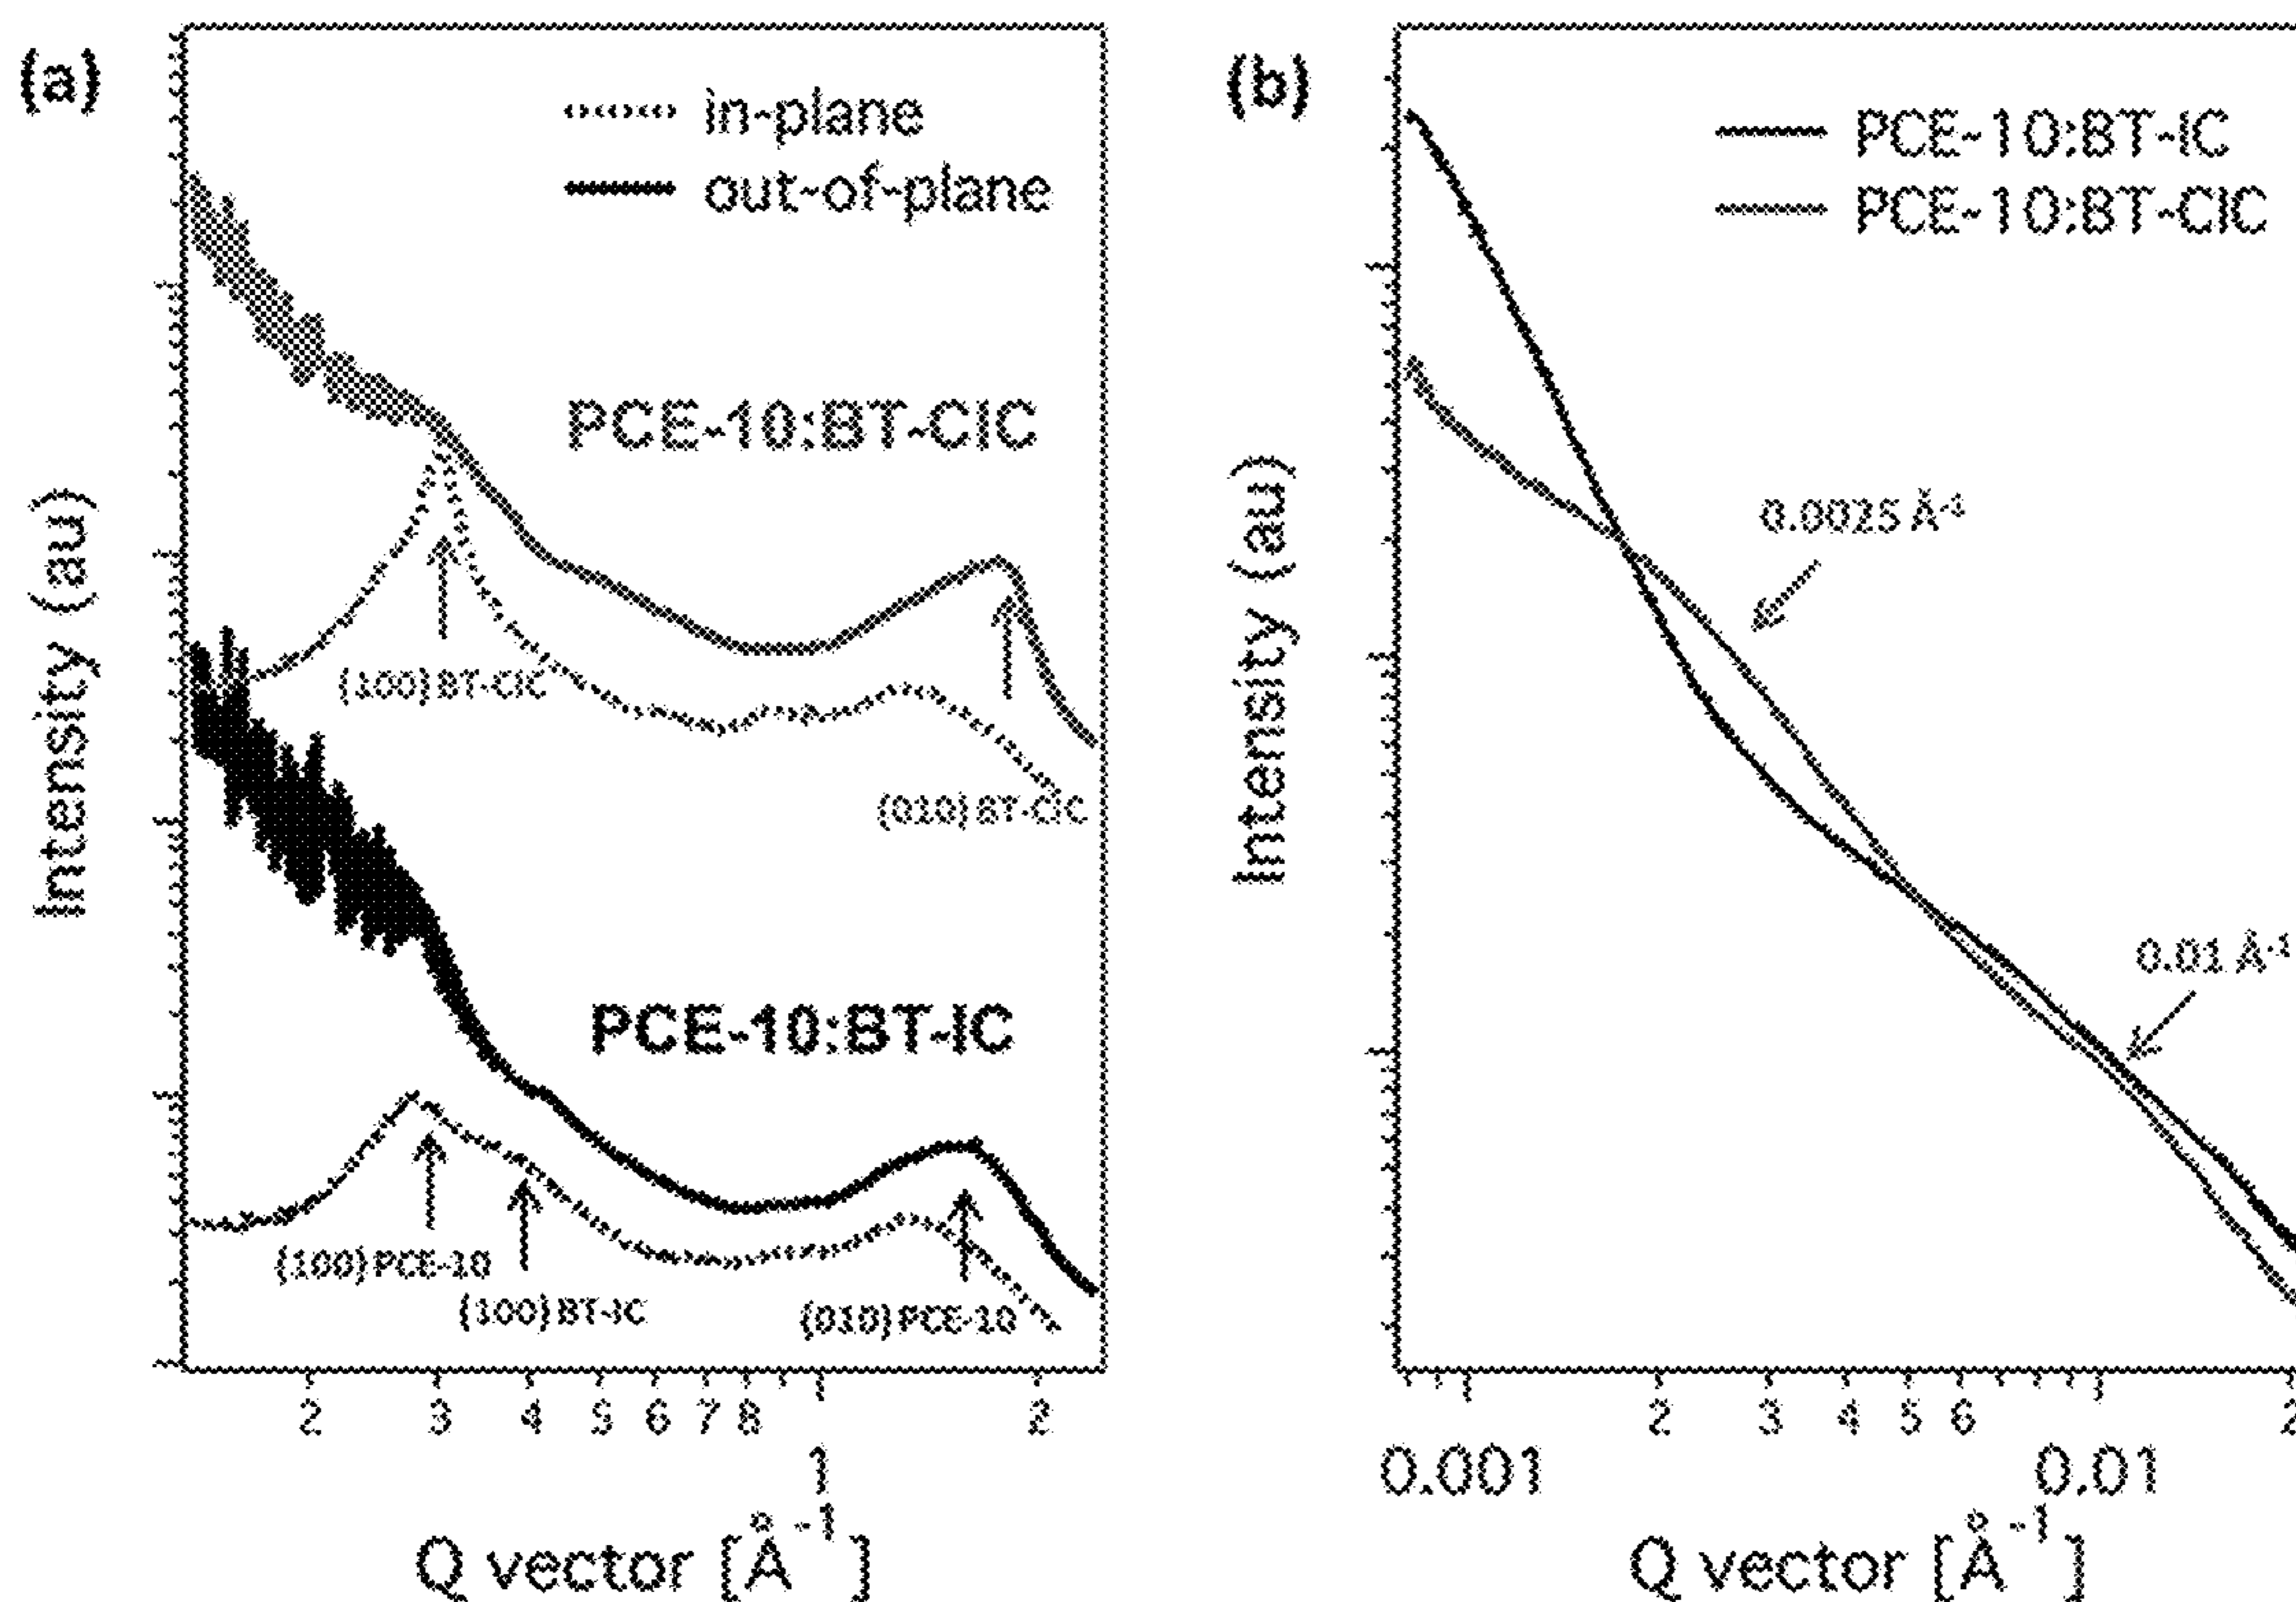 (a)
in-plane
out-of-plane
PCE-10:BT-CIC
(100) BT-CIC
(010) BT-CIC
PCE-10:BT-IC
(100) PCE-10
(100) BT-IC
(010) PCE-10
Intensity (au)
2 3 4 5 6 7 8 2
1
Q vector [Å-1]
(b)
PCE-10:BT-IC
PCE-10:BT-CIC
0.0025 Å-1
0.01 Å-1
Intensity (au)
2 3 4 5 6 2
0.001 0.01
Q vector [Å-1]